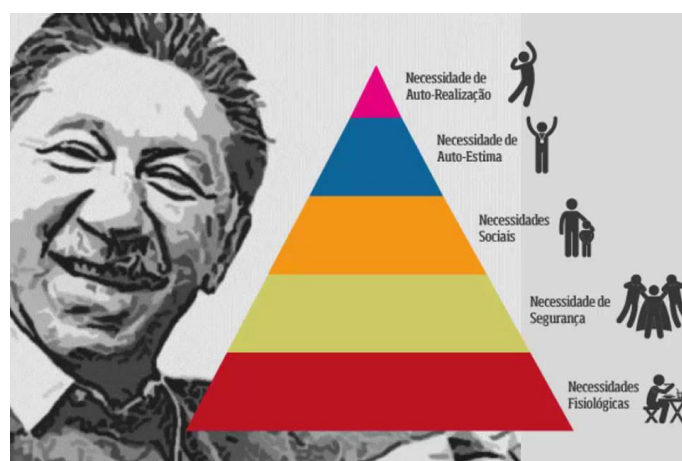 Necessidade de
Auto-Realização
Necessidade de
Auto-Estima
Necessidades
Sociais
Necessidade de
Segurança
Necessidades
Fisiológicas